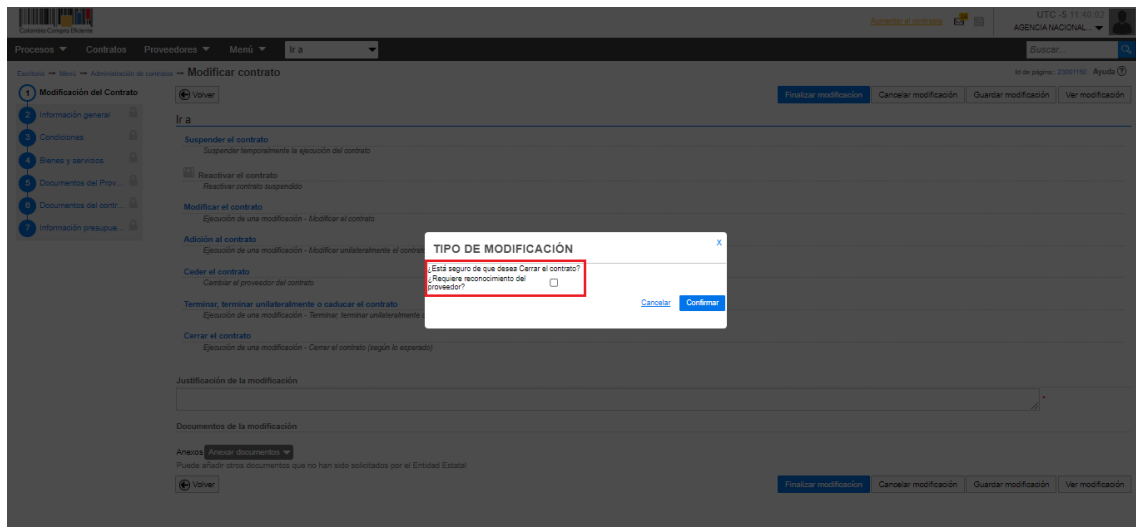 Colombia Compra Eficiente
Aumentar el contraste
UTC -5 11:40:02
AGENCIA NACIONAL...
Procesos Contratos Proveedores Menú Ir a
Buscar...
Escritorio → Menú → Administración de contratos → Modificar contrato
Id de página:: Ayuda ?
1 Modificación del Contrato
2 Información general
3 Condiciones
4 Bienes y servicios
5 Documentos del Prov...
6 Documentos del contr...
7 Información presupue...
Volver
Finalizar modificacion Cancelar modificación Guardar modificación Ver modificación
Ir a
Suspender el contrato
Suspender temporalmente la ejecución del contrato
Reactivar el contrato
Reactivar contrato suspendido
Modificar el contrato
Ejecución de una modificación - Modificar el contrato
Adición al contrato
Ejecución de una modificación - Modificar unilateralmente el contrat
Ceder el contrato
Cambiar el proveedor del contrato
Terminar, terminar unilateralmente o caducar el contrato
Ejecución de una modificación - Terminar, terminar unilateralmente
Cerrar el contrato
Ejecución de una modificación - Cerrar el contrato (según lo esperado)
TIPO DE MODIFICACIÓN
X
¿Está seguro de que desea Cerrar el contrato?
¿Requiere reconocimiento del
proveedor?
Cancelar Confirmar
Justificación de la modificación
*
Documentos de la modificación
Anexos Anexar documentos
Puede añadir otros documentos que no han sido solicitados por el Entidad Estatal
Volver
Finalizar modificacion Cancelar modificación Guardar modificación Ver modificación